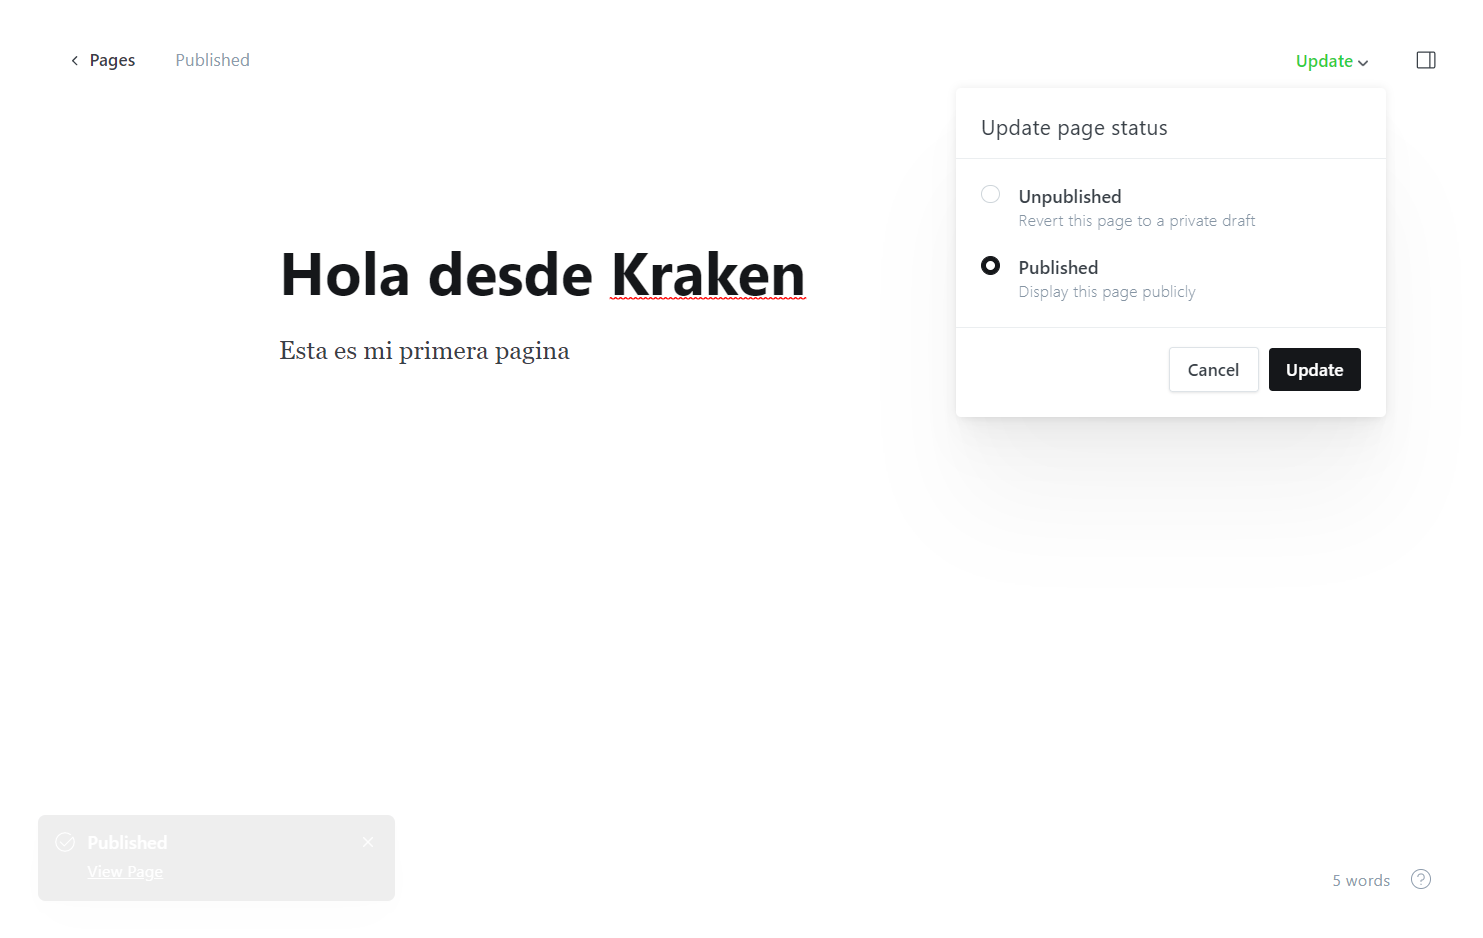 Pages
Published
Update
Update page status
Unpublished
Revert this page to a private draft
Published
Display this page publicly
Cancel
Update
Hola desde Kraken
Esta es mi primera pagina
Published
View Page
5 words